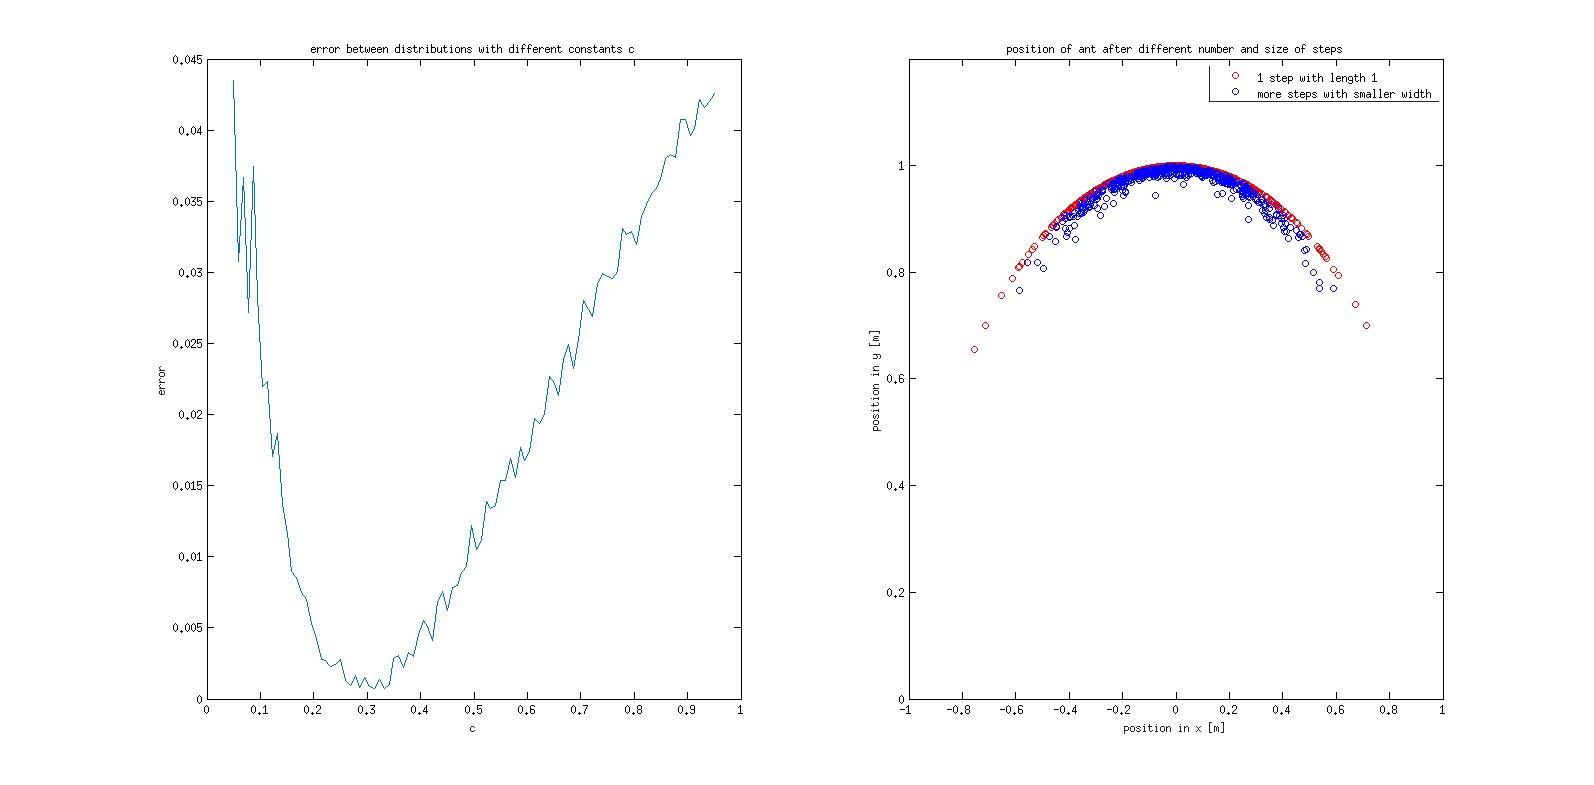 error between distributions with different constants c
0.045
0.04
0.035
0.03
0.025
0.02
0.015
0.01
0.005
0
error
0 0.1 0.2 0.3 0.4 0.5 0.6 0.7 0.8 0.9 1
c
position of ant after different number and size of steps
1 step with length 1
more steps with smaller width
1
0.8
0.6
0.4
0.2
0
position in y [m]
-1 -0.8 -0.6 -0.4 -0.2 0 0.2 0.4 0.6 0.8 1
position in x [m]